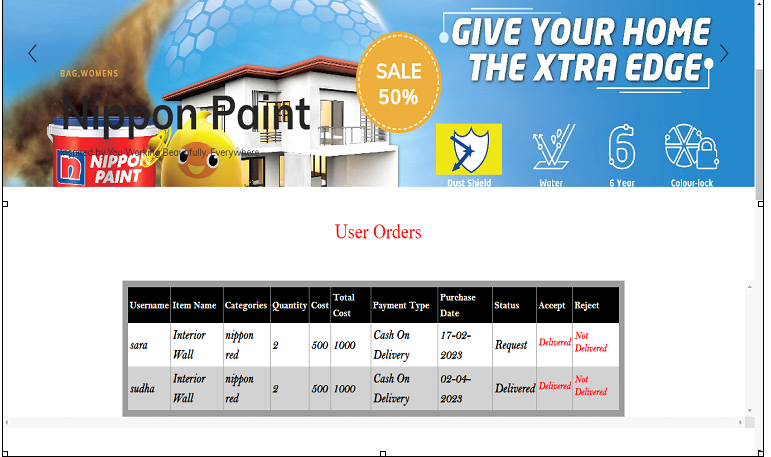 GIVE YOUR HOME
THE XTRA EDGE
SALE
50%
BAG,WOMENS
Nippon Paint
Inspired by You Working Beautifully, Everywhere
n
NIPPON
PAINT
Dust Shield
Water
6
6 Year
Colour-lock
User Orders
Username Item Name Categories Quantity Cost Total Cost Payment Type Purchase Date Status Accept Reject
sara Interior Wall nippon red 2 500 1000 Cash On Delivery 17-02-2023 Request Delivered Not Delivered
sudha Interior Wall nippon red 2 500 1000 Cash On Delivery 02-04-2023 Delivered Delivered Not Delivered